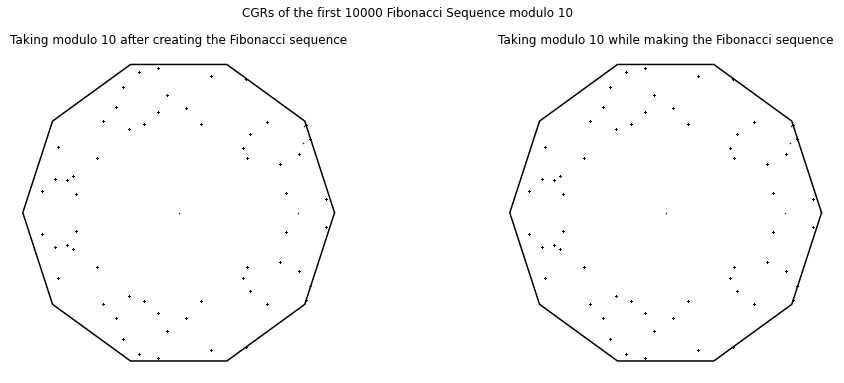 CGRs of the first 10000 Fibonacci Sequence modulo 10
Taking modulo 10 after creating the Fibonacci sequence
Taking modulo 10 while making the Fibonacci sequence